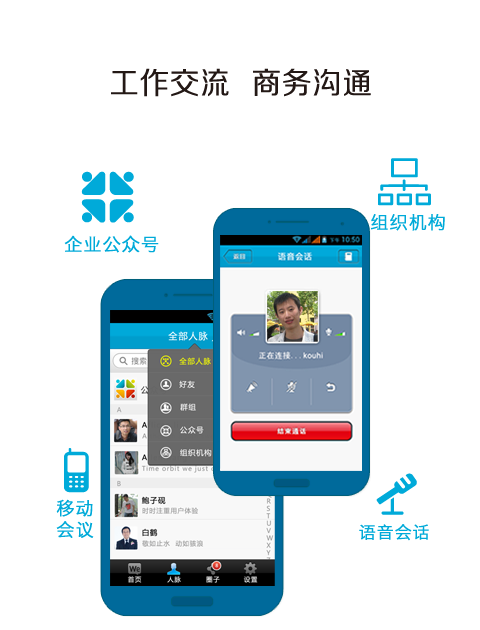 工作交流 商务沟通
企业公众号
组织机构
10:50
返回
语音会话
正在连接...kouhi
结束通话
全部人脉
搜索
全部人脉
好友
群组
公众号
组织机构
公
A
A
A
A
Time orbit we just
B
鲍子砚
时时注重用户体验
白鹤
敬如止水 动如狼浪
R
S
T
U
V
W
X
Y
Z
We
首页
人脉
圈子
设置
移动
会议
语音会话